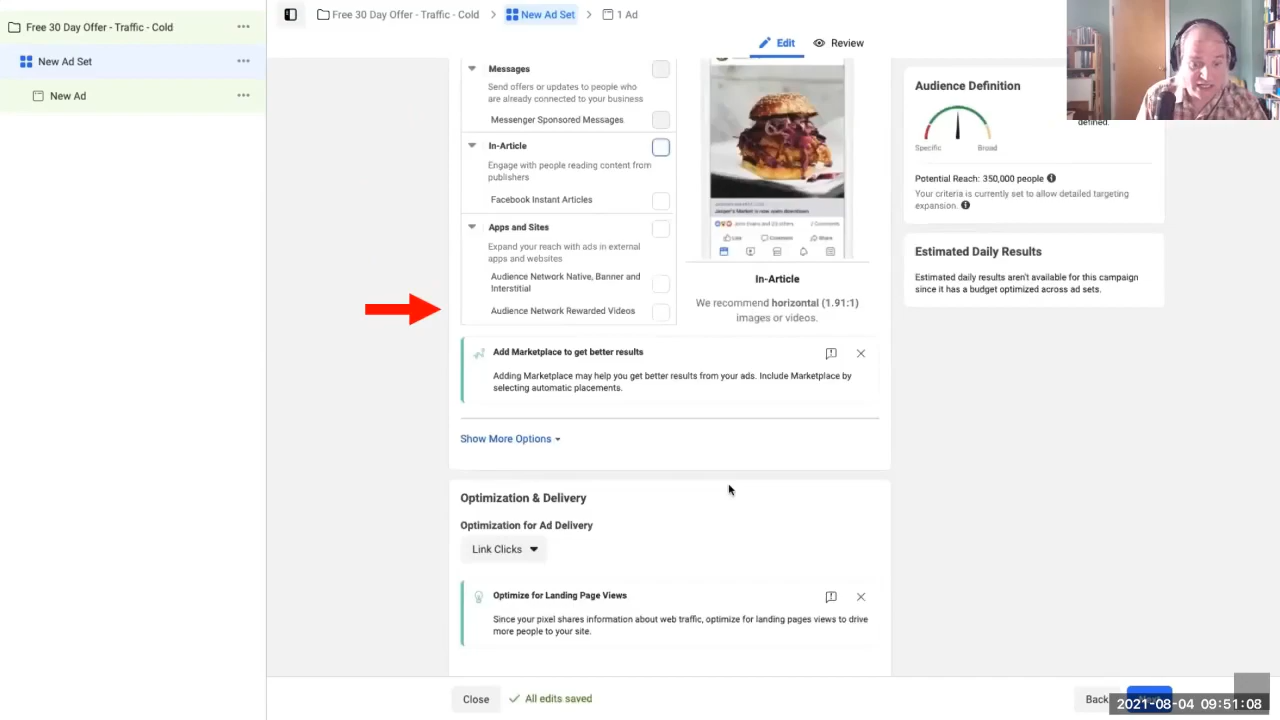 Free 30 Day Offer - Traffic - Cold
New Ad Set
New Ad
Free 30 Day Offer - Traffic - Cold
New Ad Set
1 Ad
Edit
Review
Messages
Send offers or updates to people who
are already connected to your business
Messenger Sponsored Messages
In-Article
Engage with people reading content from
publishers
Facebook Instant Articles
Apps and Sites
Expand your reach with ads in external
apps and websites
Audience Network Native, Banner and
Interstitial
Audience Network Rewarded Videos
Jasper's Market is now open downtown
Like
Comment
Share
In-Article
We recommend horizontal (1.91:1)
images or videos.
Add Marketplace to get better results
Adding Marketplace may help you get better results from your ads. Include Marketplace by
selecting automatic placements.
Show More Options
Optimization & Delivery
Optimization for Ad Delivery
Link Clicks
Optimize for Landing Page Views
Since your pixel shares information about web traffic, optimize for landing pages views to drive
more people to your site.
Audience Definition
defined.
Specific
Broad
Potential Reach: 350,000 people
Your criteria is currently set to allow detailed targeting
expansion.
Estimated Daily Results
Estimated daily results aren't available for this campaign
since it has a budget optimized across ad sets.
Close
All edits saved
Back
2021-08-04 09:51:08